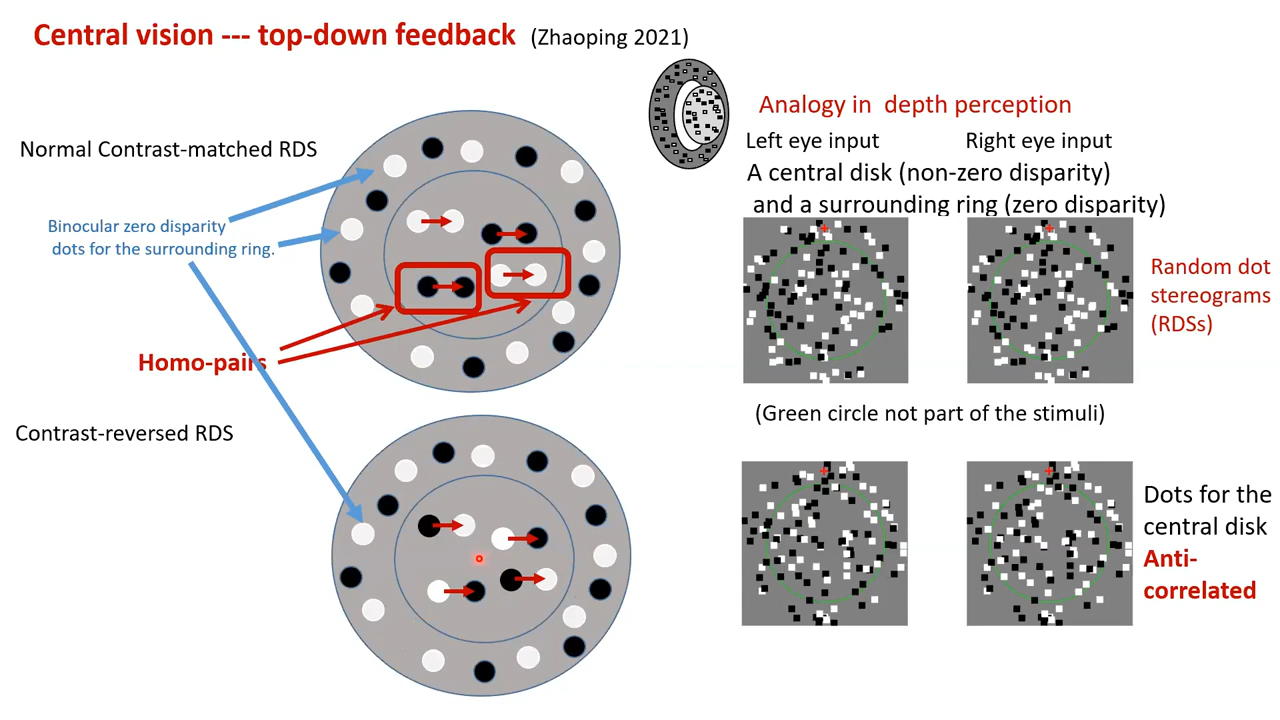 Central vision --- top-down feedback (Zhaoping 2021)
Normal Contrast-matched RDS
Binocular zero disparity
dots for the surrounding ring.
Homo-pairs
Contrast-reversed RDS
Analogy in depth perception
Left eye input Right eye input
A central disk (non-zero disparity)
and a surrounding ring (zero disparity)
Random dot
stereograms
(RDSs)
(Green circle not part of the stimuli)
Dots for the
central disk
Anti-
correlated